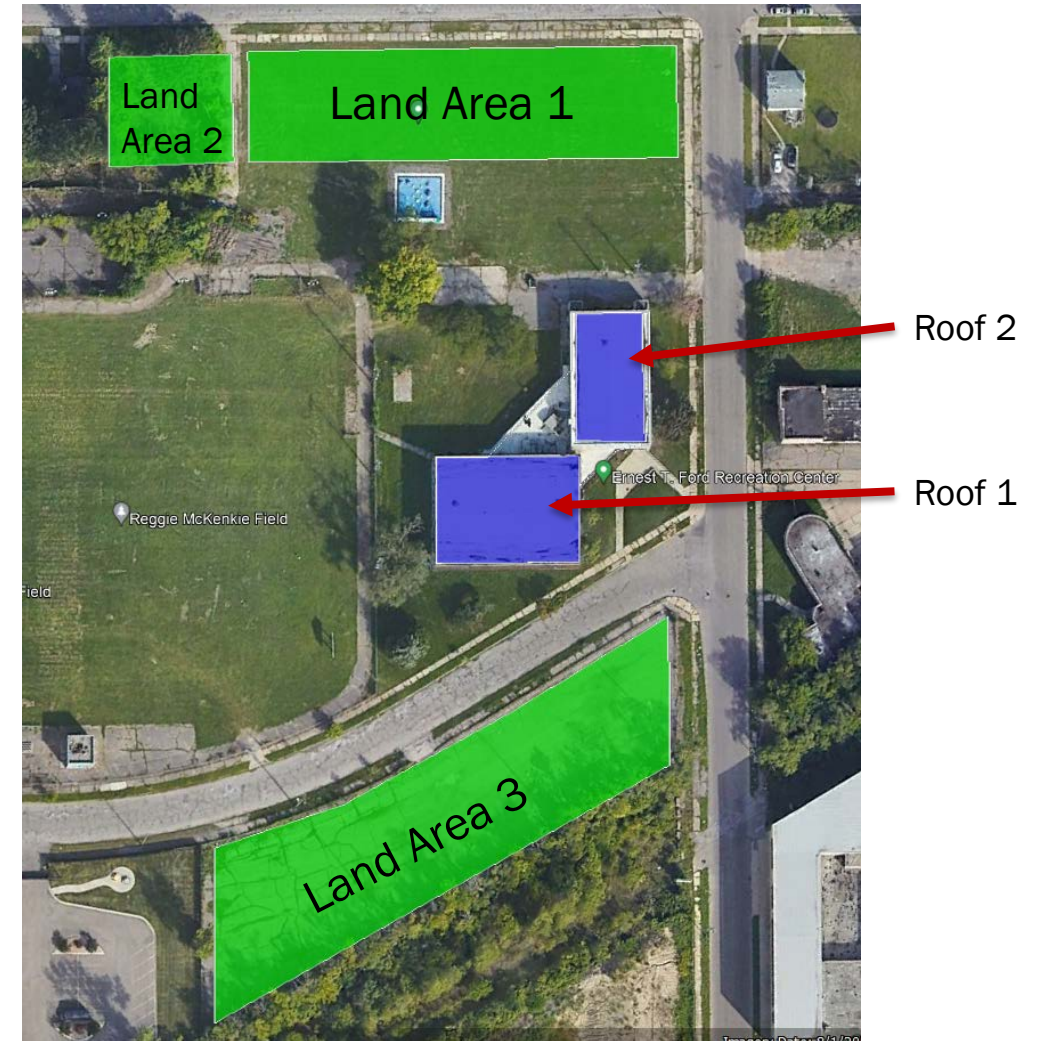 Land
Area 2
Land Area 1
Roof 2
Ernest T. Ford Recreation Center
Roof 1
Reggie McKenkie Field
Field
Land Area 3